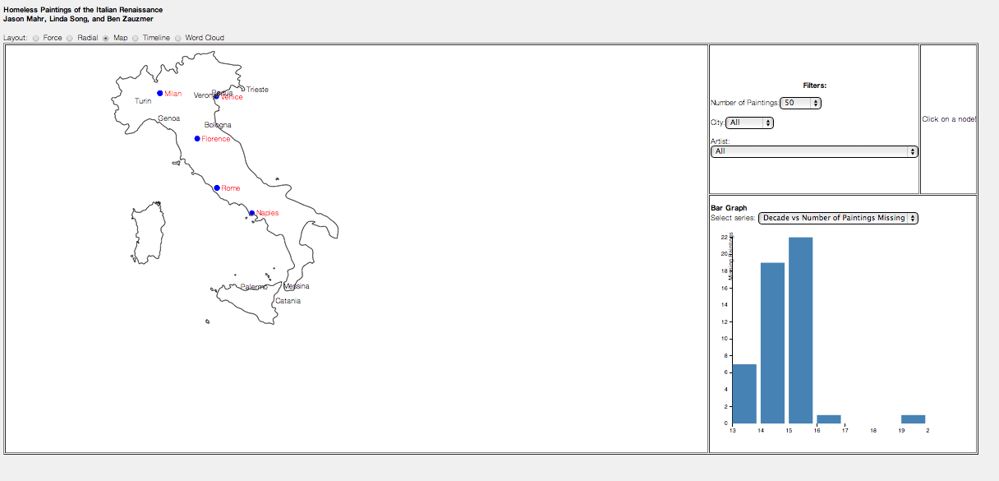 Homeless Paintings of the Italian Renaissance
Jason Mahr, Linda Song, and Ben Zauzmer
Layout: Force Radial Map Timeline Word Cloud
Trieste
Milan
Verona
Padua
Venice
Turin
Genoa
Bologna
Florence
Rome
Naples
Palermo
Messina
Catania
Filters:
Number of Paintings: 50
City: All
Artist:
All
Click on a node!
Bar Graph
Select series: Decade vs Number of Paintings Missing
Missing Paintings
22
20
18
16
14
12
10
8
6
4
2
0
13 14 15 16 17 18 19 2